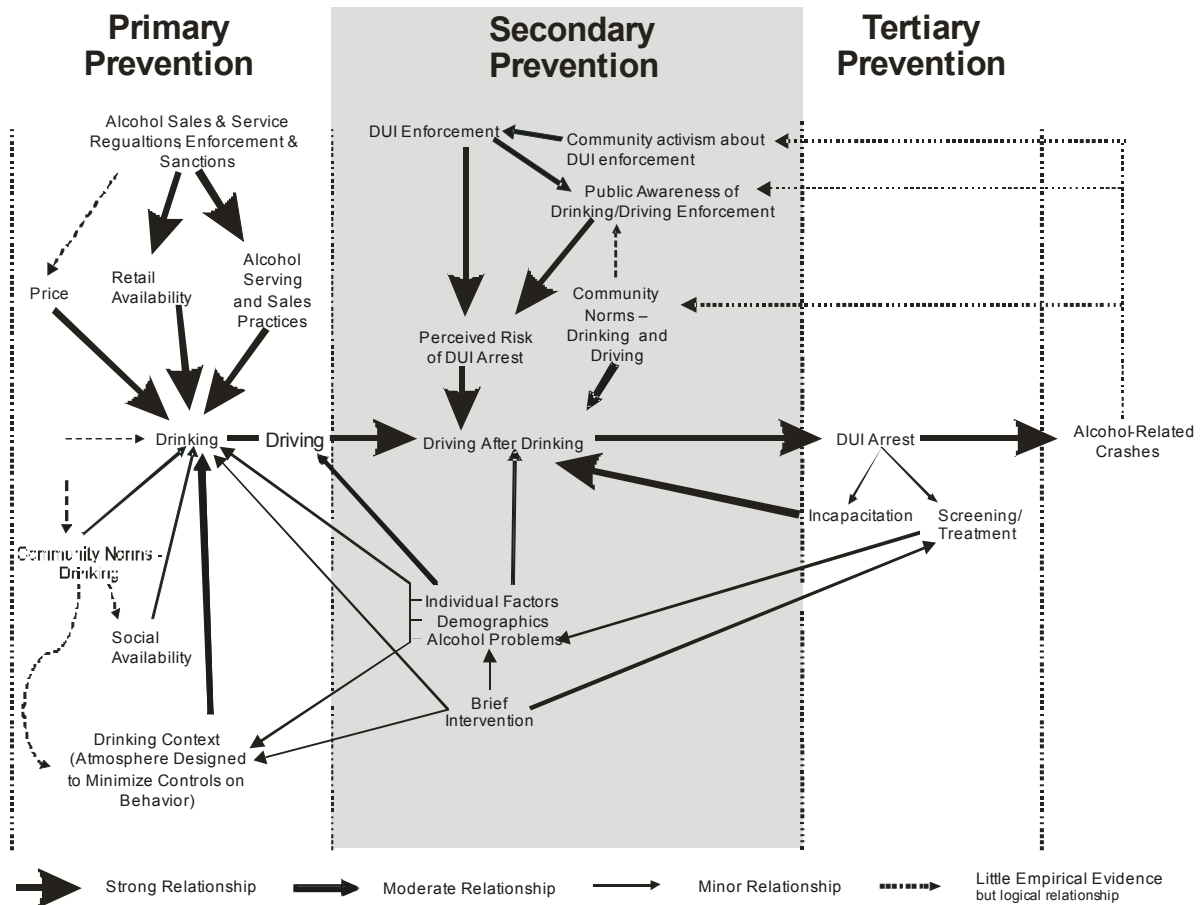 Primary
Prevention
Secondary
Prevention
Tertiary
Prevention
Alcohol Sales & Service
Regualtions Enforcement &
Sanctions
Price
Retail
Availability
Alcohol
Serving
and Sales
Practices
DUI Enforcement
Community activism about
DUI enforcement
Public Awareness of
Drinking/Driving Enforcement
Community
Norms –
Drinking and
Driving
Perceived Risk
of DUI Arrest
Drinking
Driving
Driving After Drinking
DUI Arrest
Alcohol-Related
Crashes
Incapacitation
Screening/
Treatment
Community Norms -
Drinking
Social
Availability
Individual Factors
Demographics
Alcohol Problems
Brief
Intervention
Drinking Context
(Atmosphere Designed
to Minimize Controls on
Behavior)
Strong Relationship
Moderate Relationship
Minor Relationship
Little Empirical Evidence
but logical relationship